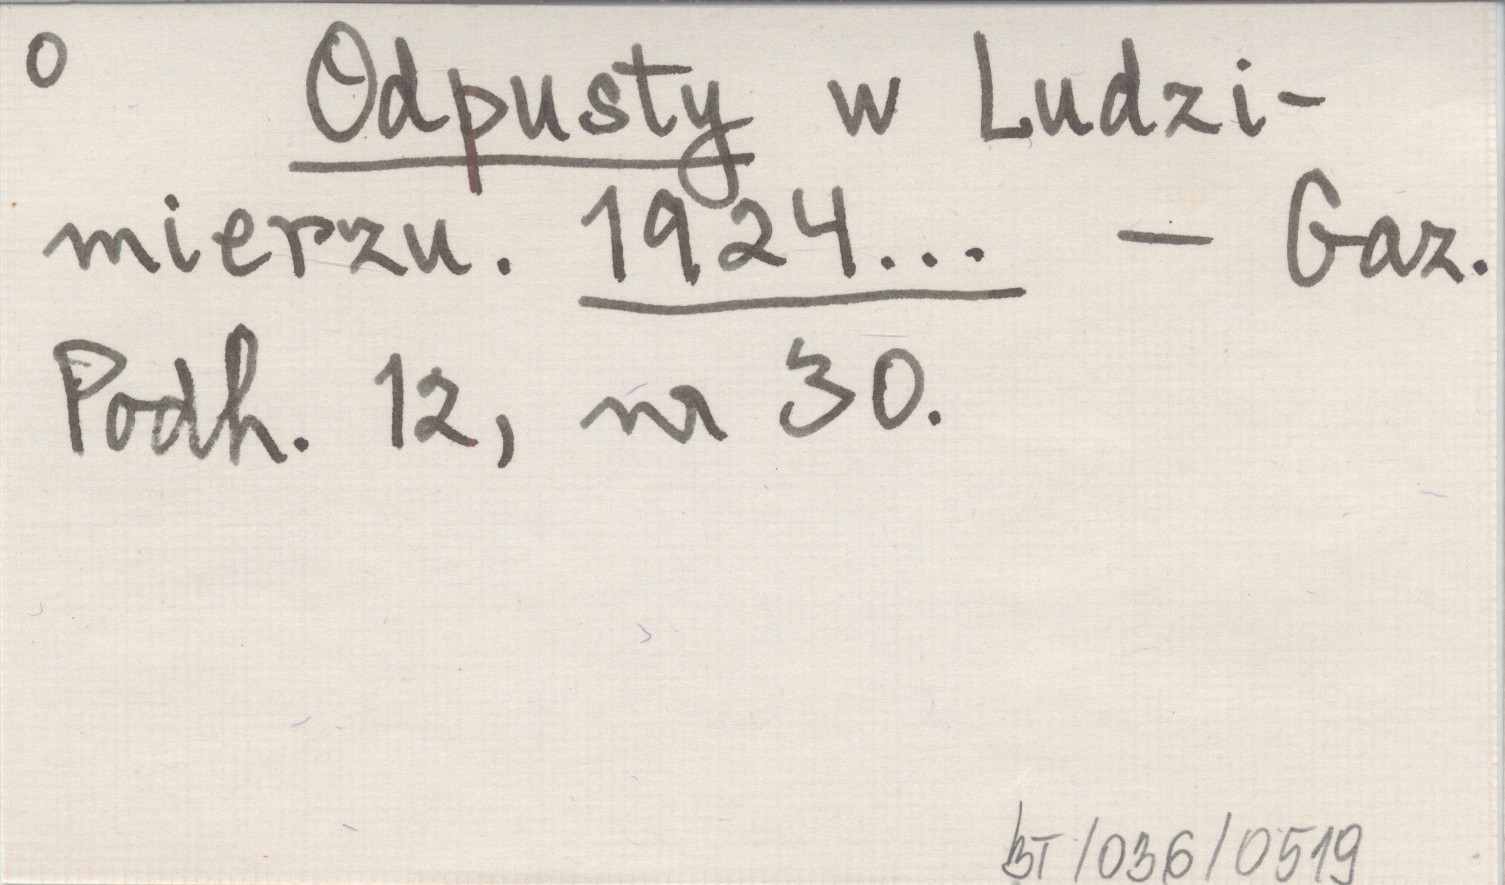 O Odpusty w Ludzi-
mierzu. 1924... — Gaz.
Podh. 12, nr 30.
BT/036/0519